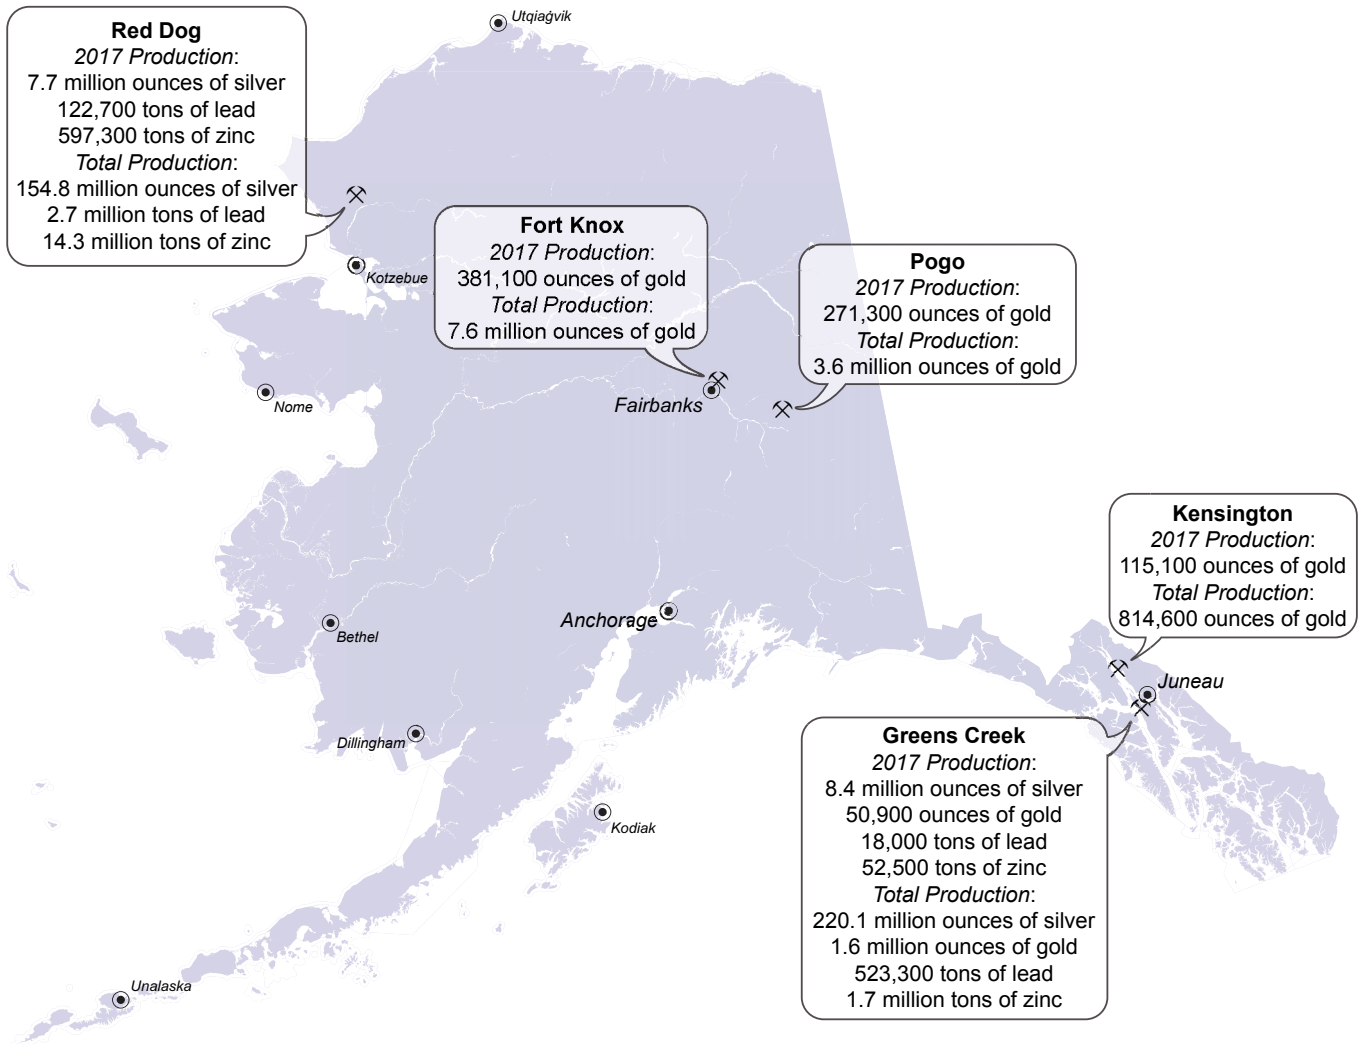 Utqiaġvik
Red Dog
2017 Production:
7.7 million ounces of silver
122,700 tons of lead
597,300 tons of zinc
Total Production:
154.8 million ounces of silver
2.7 million tons of lead
14.3 million tons of zinc
Kotzebue
Fort Knox
2017 Production:
381,100 ounces of gold
Total Production:
7.6 million ounces of gold
Pogo
2017 Production:
271,300 ounces of gold
Total Production:
3.6 million ounces of gold
Nome
Fairbanks
Kensington
2017 Production:
115,100 ounces of gold
Total Production:
814,600 ounces of gold
Bethel
Anchorage
Juneau
Dillingham
Greens Creek
2017 Production:
8.4 million ounces of silver
50,900 ounces of gold
18,000 tons of lead
52,500 tons of zinc
Total Production:
220.1 million ounces of silver
1.6 million ounces of gold
523,300 tons of lead
1.7 million tons of zinc
Kodiak
Unalaska